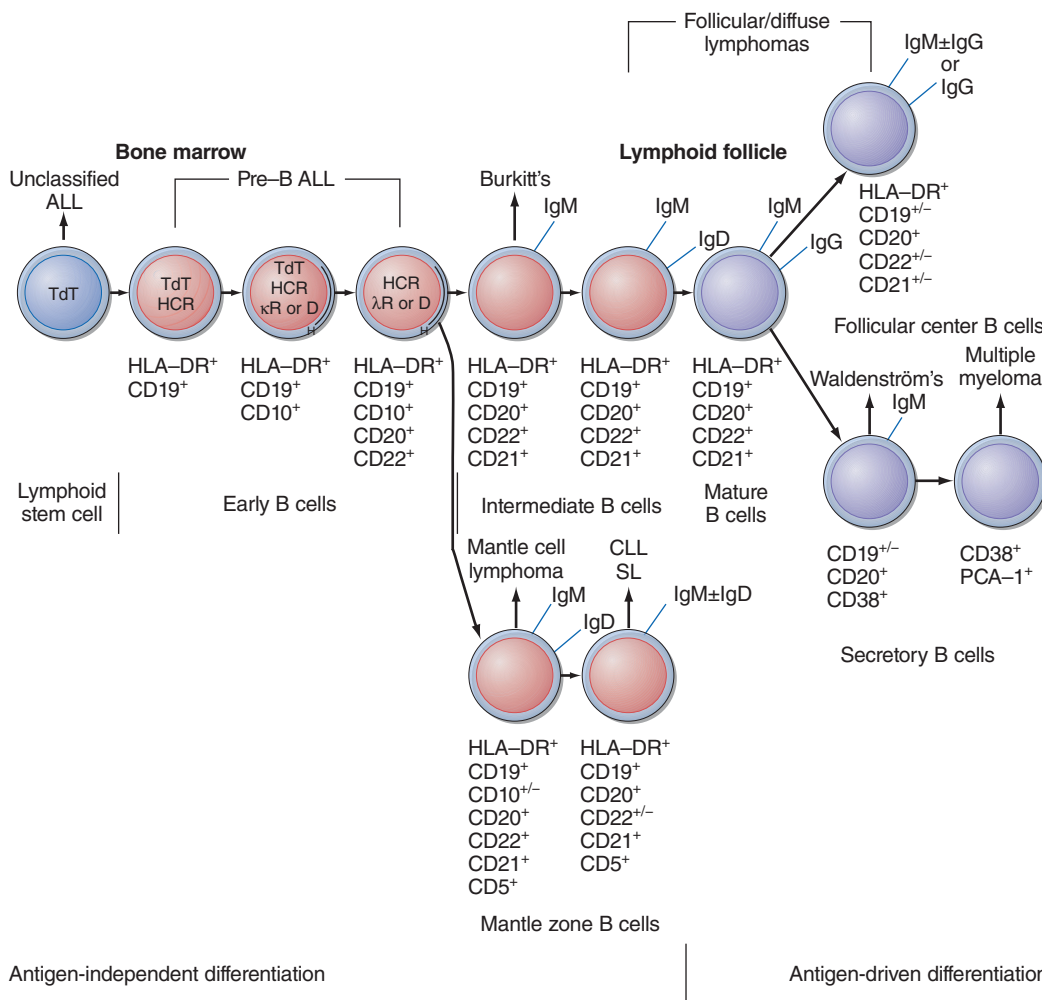 Follicular/diffuse
lymphomas
IgM±IgG
or
IgG
Bone marrow
Lymphoid follicle
Unclassified
ALL
Pre–B ALL
Burkitt's
IgM
IgM
IgD
IgM
IgG
HLA–DR⁺
CD19⁺/⁻
CD20⁺
CD22⁺/⁻
CD21⁺/⁻
Follicular center B cells
TdT
TdT
HCR
TdT
HCR
κR or D
H
HCR
λR or D
H
HLA–DR⁺
CD19⁺
HLA–DR⁺
CD19⁺
CD10⁺
HLA–DR⁺
CD19⁺
CD10⁺
CD20⁺
CD22⁺
HLA–DR⁺
CD19⁺
CD20⁺
CD22⁺
CD21⁺
HLA–DR⁺
CD19⁺
CD20⁺
CD22⁺
CD21⁺
HLA–DR⁺
CD19⁺
CD20⁺
CD22⁺
CD21⁺
Waldenström's
IgM
Multiple
myeloma
Lymphoid
stem cell
Early B cells
Intermediate B cells
Mature
B cells
CD19⁺/⁻
CD20⁺
CD38⁺
CD38⁺
PCA–1⁺
Secretory B cells
Mantle cell
lymphoma
IgM
IgD
CLL
SL
IgM±IgD
HLA–DR⁺
CD19⁺
CD10⁺/⁻
CD20⁺
CD22⁺
CD21⁺
CD5⁺
HLA–DR⁺
CD19⁺
CD20⁺
CD22⁺/⁻
CD21⁺
CD5⁺
Mantle zone B cells
Antigen-independent differentiation
Antigen-driven differentiation